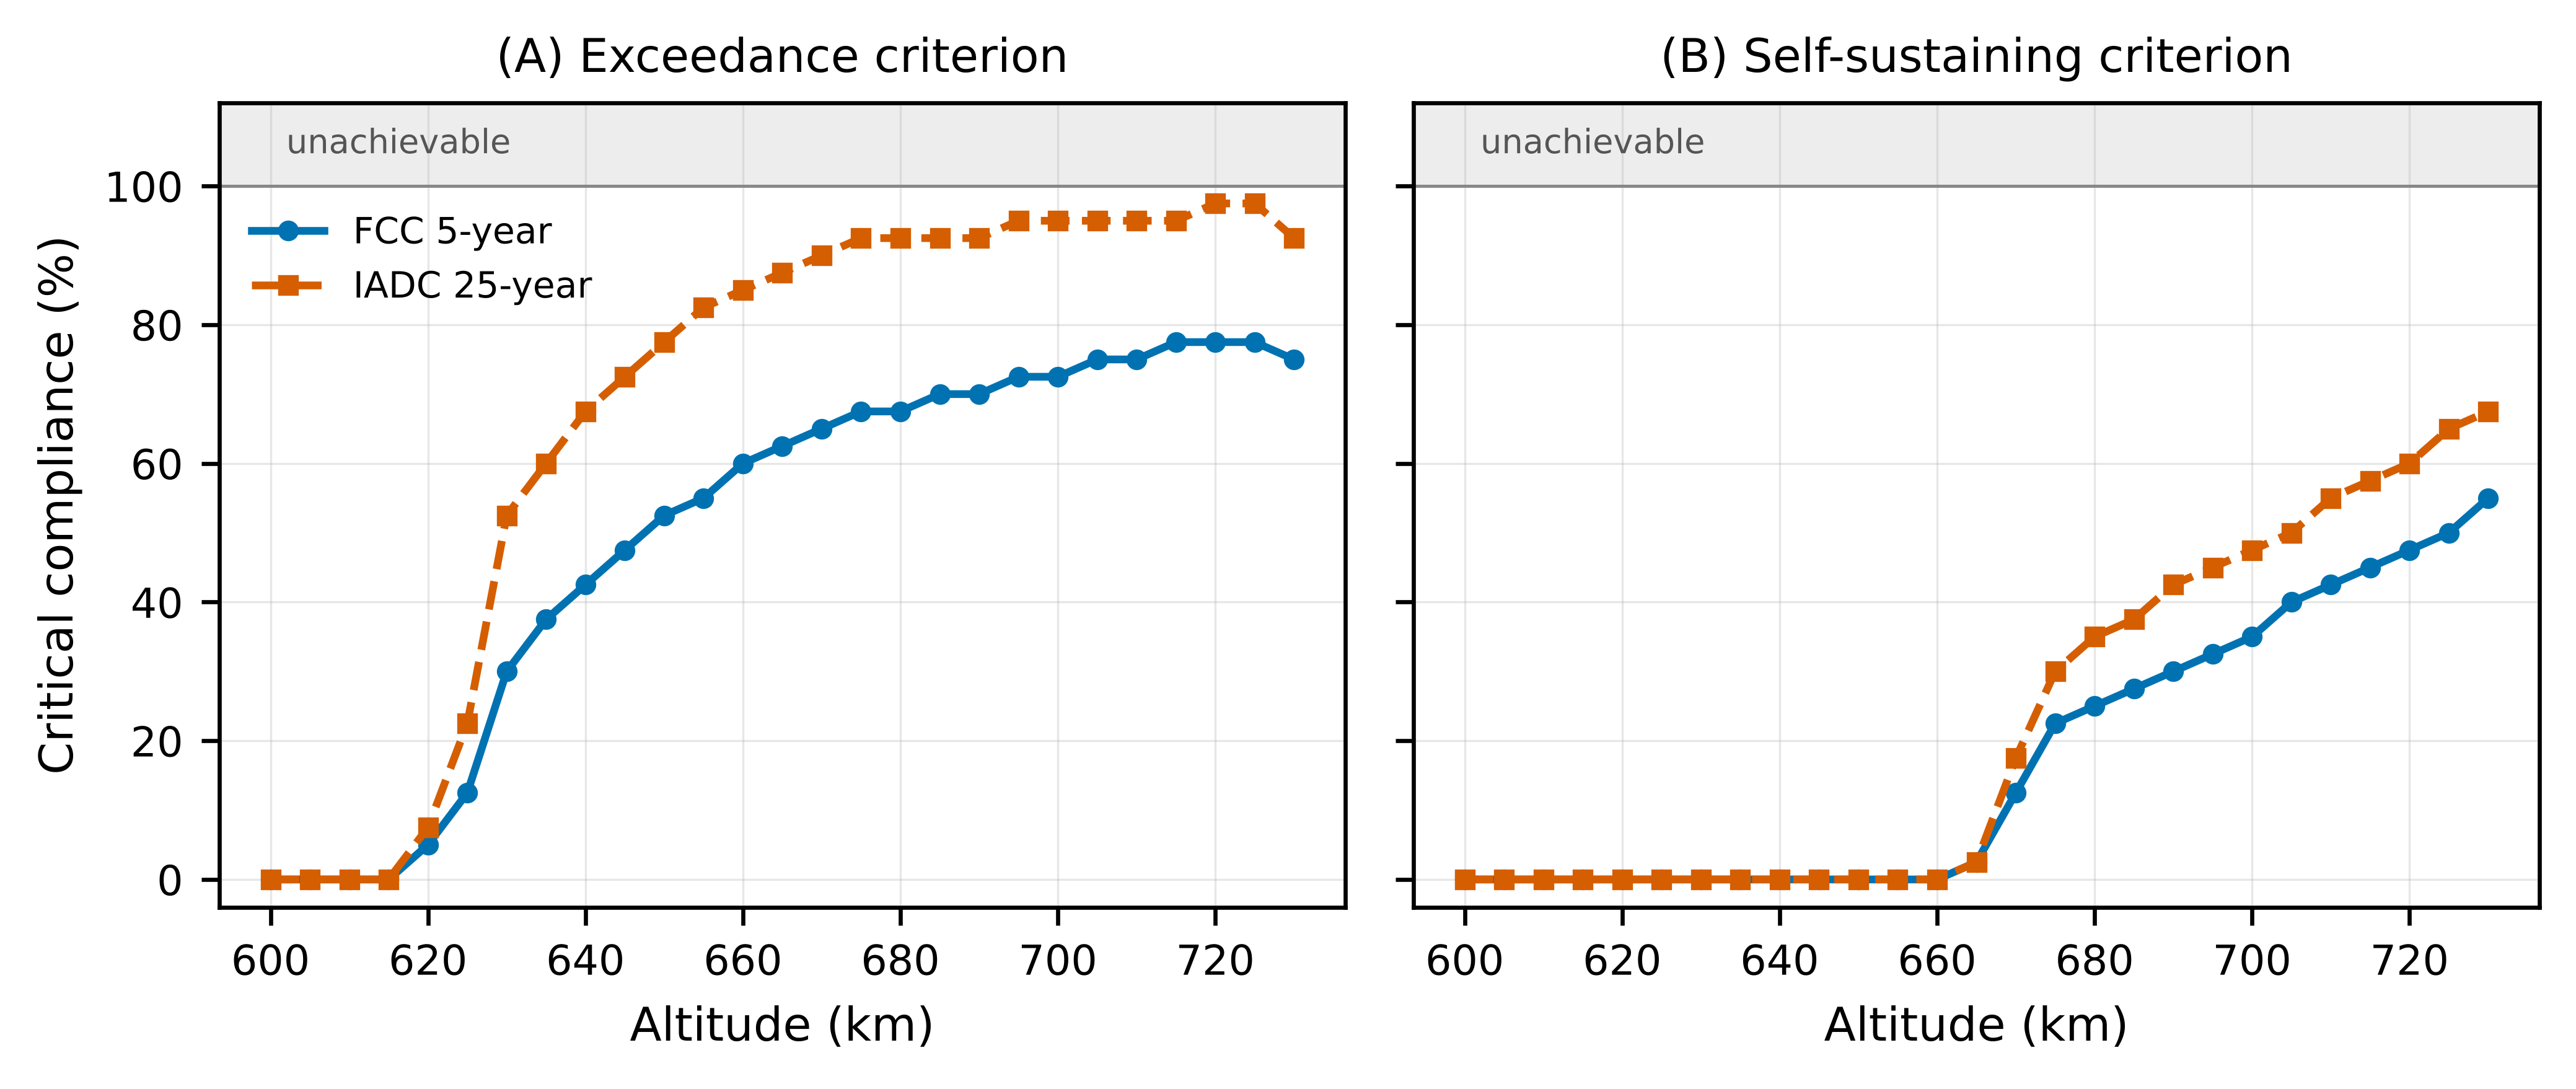 (A) Exceedance criterion
unachievable
FCC 5-year
IADC 25-year
Critical compliance (%)
100
80
60
40
20
0
600 620 640 660 680 700 720
Altitude (km)
(B) Self-sustaining criterion
unachievable
600 620 640 660 680 700 720
Altitude (km)